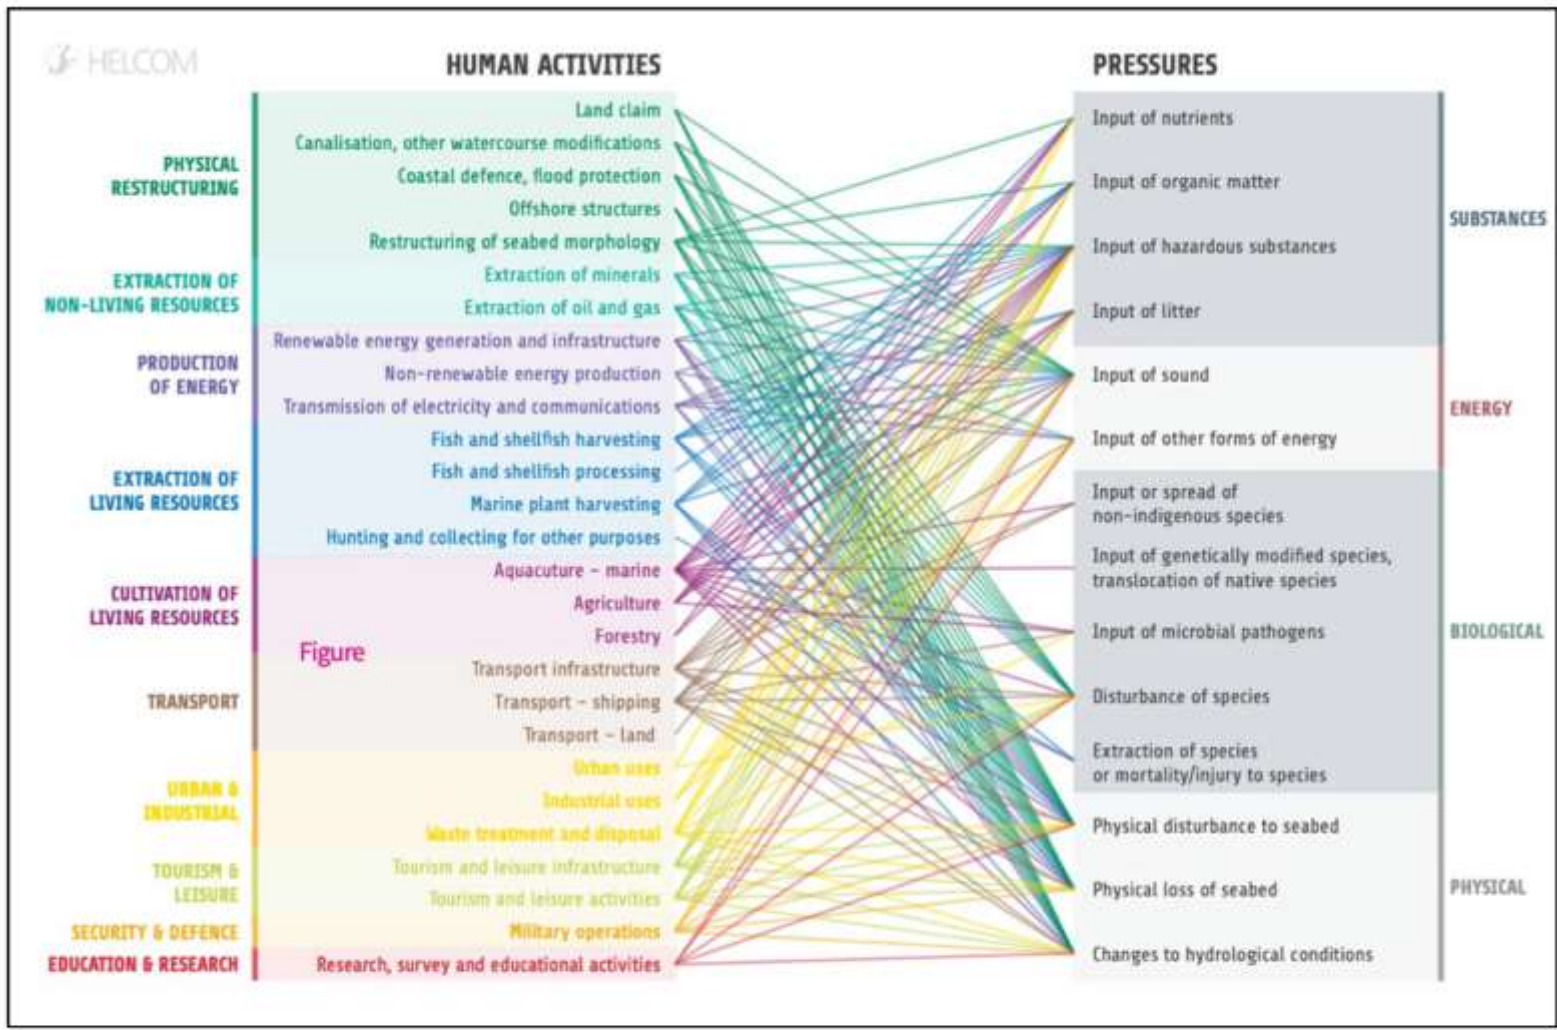 HELCOM
HUMAN ACTIVITIES
PRESSURES
PHYSICAL
RESTRUCTURING
Land claim
Canalisation, other watercourse modifications
Coastal defence, flood protection
Offshore structures
Restructuring of seabed morphology
EXTRACTION OF
NON-LIVING RESOURCES
Extraction of minerals
Extraction of oil and gas
PRODUCTION
OF ENERGY
Renewable energy generation and infrastructure
Non-renewable energy production
Transmission of electricity and communications
EXTRACTION OF
LIVING RESOURCES
Fish and shellfish harvesting
Fish and shellfish processing
Marine plant harvesting
Hunting and collecting for other purposes
CULTIVATION OF
LIVING RESOURCES
Aquacuture – marine
Agriculture
Forestry
Figure
TRANSPORT
Transport infrastructure
Transport – shipping
Transport – land
URBAN &
INDUSTRIAL
Urban uses
Industrial uses
Waste treatment and disposal
TOURISM &
LEISURE
Tourism and leisure infrastructure
Tourism and leisure activities
SECURITY & DEFENCE
Military operations
EDUCATION & RESEARCH
Research, survey and educational activities
Input of nutrients
Input of organic matter
Input of hazardous substances
Input of litter
SUBSTANCES
Input of sound
Input of other forms of energy
ENERGY
Input or spread of
non-indigenous species
Input of genetically modified species,
translocation of native species
Input of microbial pathogens
Disturbance of species
Extraction of species
or mortality/injury to species
BIOLOGICAL
Physical disturbance to seabed
Physical loss of seabed
Changes to hydrological conditions
PHYSICAL